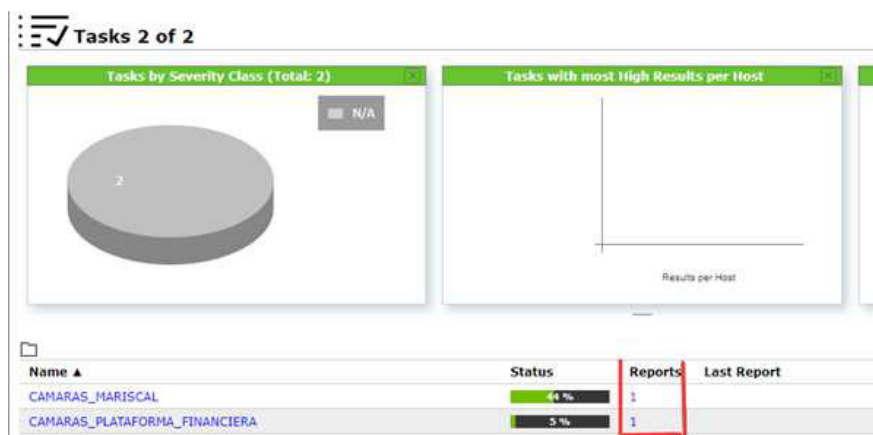 Tasks 2 of 2
Tasks by Severity Class (Total: 2)
Tasks with most High Results per Host
N/A
2
Results per Host
Name ▲ Status Reports Last Report
CAMARAS_MARISCAL 44 % 1
CAMARAS_PLATAFORMA_FINANCIERA 5 % 1